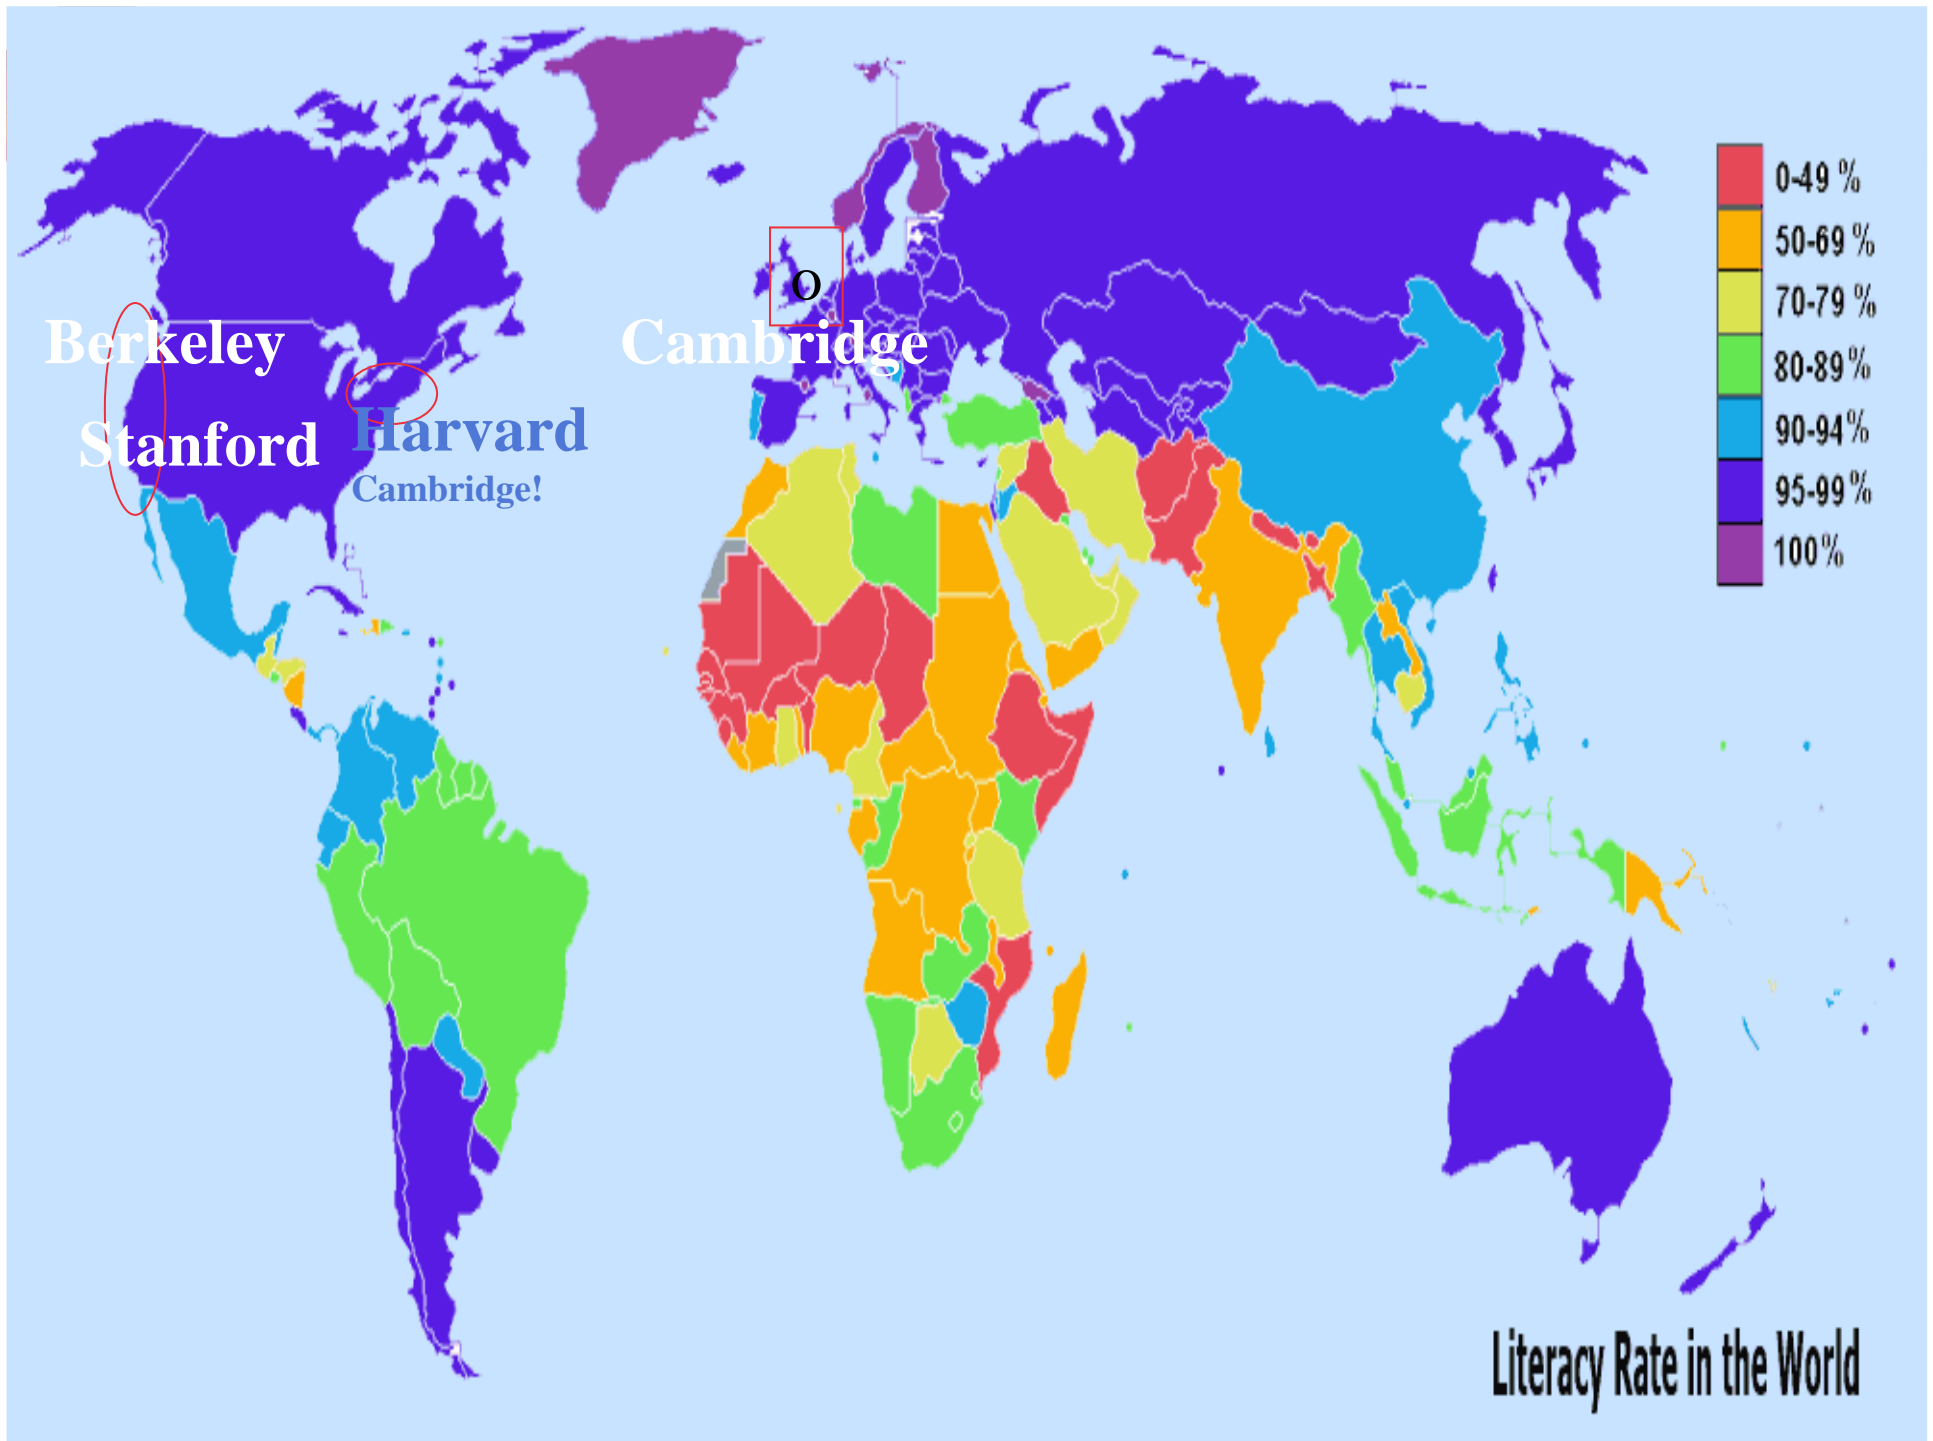 0-49 %
50-69 %
70-79 %
80-89%
90-94%
95-99%
100%
O
Berkeley
Cambridge
Stanford
Harvard
Cambridge!
Literacy Rate in the World